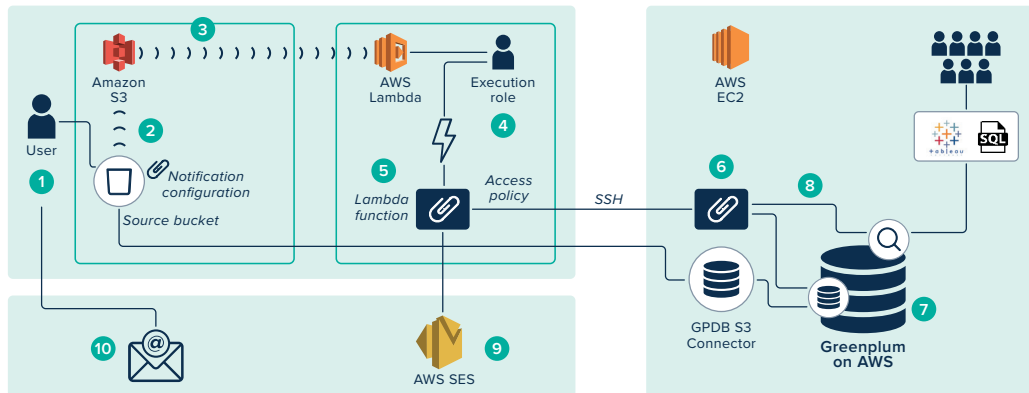 3
Amazon
S3
AWS
Lambda
Execution
role
AWS
EC2
2
4
User
1
Notification
configuration
Source bucket
5
Lambda
function
Access
policy
SSH
6
8
+ableau
SQL
GPDB S3
Connector
7
Greenplum
on AWS
10
@
9
AWS SES